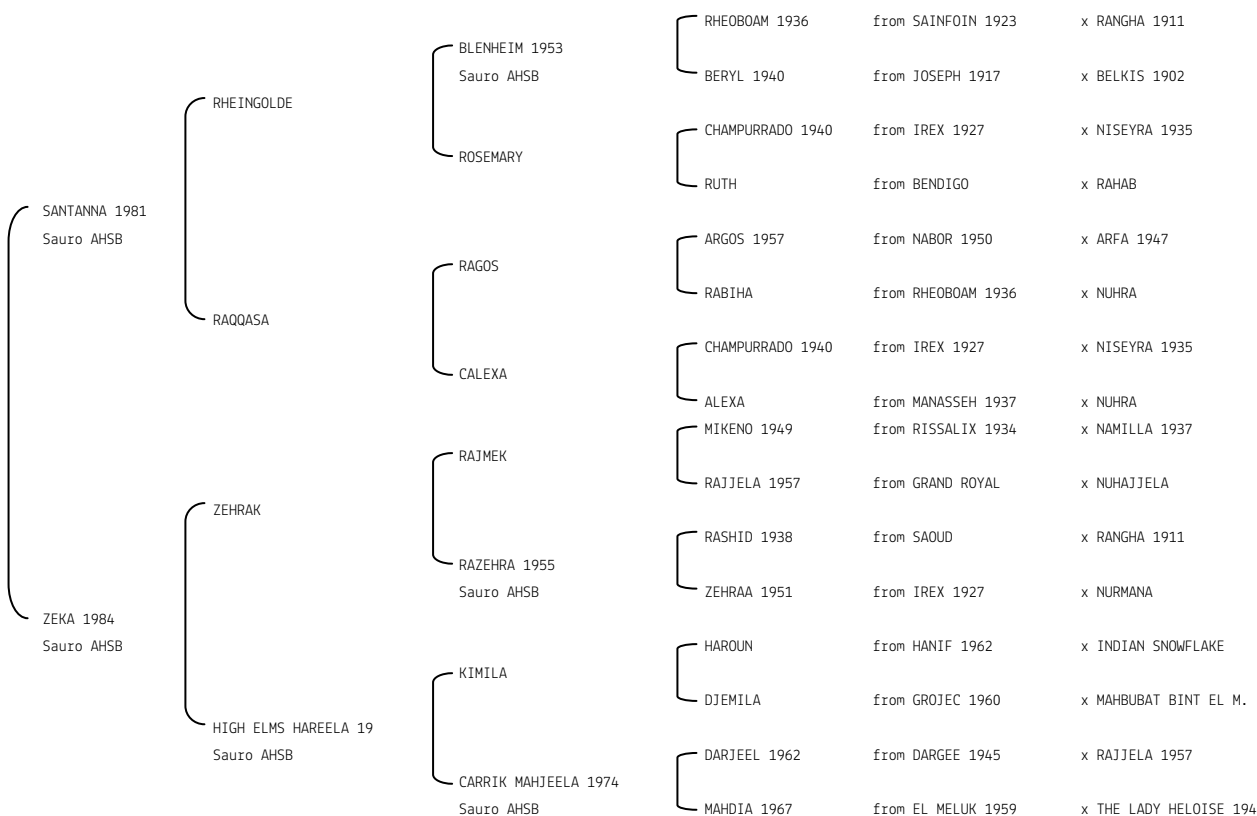 RHEOBOAM 1936 from SAINFOIN 1923 x RANGHA 1911
BLENHEIM 1953
Sauro AHSB BERYL 1940 from JOSEPH 1917 x BELKIS 1902
RHEINGOLDE
CHAMPURRADO 1940 from IREX 1927 x NISEYRA 1935
ROSEMARY
RUTH from BENDIGO x RAHAB
SANTANNA 1981
Sauro AHSB ARGOS 1957 from NABOR 1950 x ARFA 1947
RAGOS
RABIHA from RHEOBOAM 1936 x NUHRA
RAQQASA
CHAMPURRADO 1940 from IREX 1927 x NISEYRA 1935
CALEXA
ALEXA from MANASSEH 1937 x NUHRA
MIKENO 1949 from RISSALIX 1934 x NAMILLA 1937
RAJMEK
RAJJELA 1957 from GRAND ROYAL x NUHAJJELA
ZEHRAK
RASHID 1938 from SAOUD x RANGHA 1911
RAZEHRA 1955
Sauro AHSB ZEHRAA 1951 from IREX 1927 x NURMANA
ZEKA 1984
Sauro AHSB HAROUN from HANIF 1962 x INDIAN SNOWFLAKE
KIMILA
DJEMILA from GROJEC 1960 x MAHBUBAT BINT EL M.
HIGH ELMS HAREELA 19
Sauro AHSB DARJEEL 1962 from DARGEE 1945 x RAJJELA 1957
CARRIK MAHJEELA 1974
Sauro AHSB MAHDIA 1967 from EL MELUK 1959 x THE LADY HELOISE 194